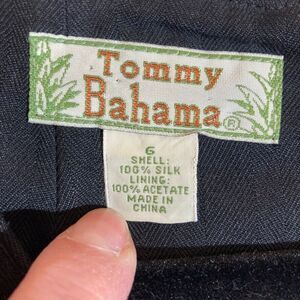 Tommy
Bahama®
6
SHELL:
100% SILK
LINING:
100% ACETATE
MADE IN
CHINA